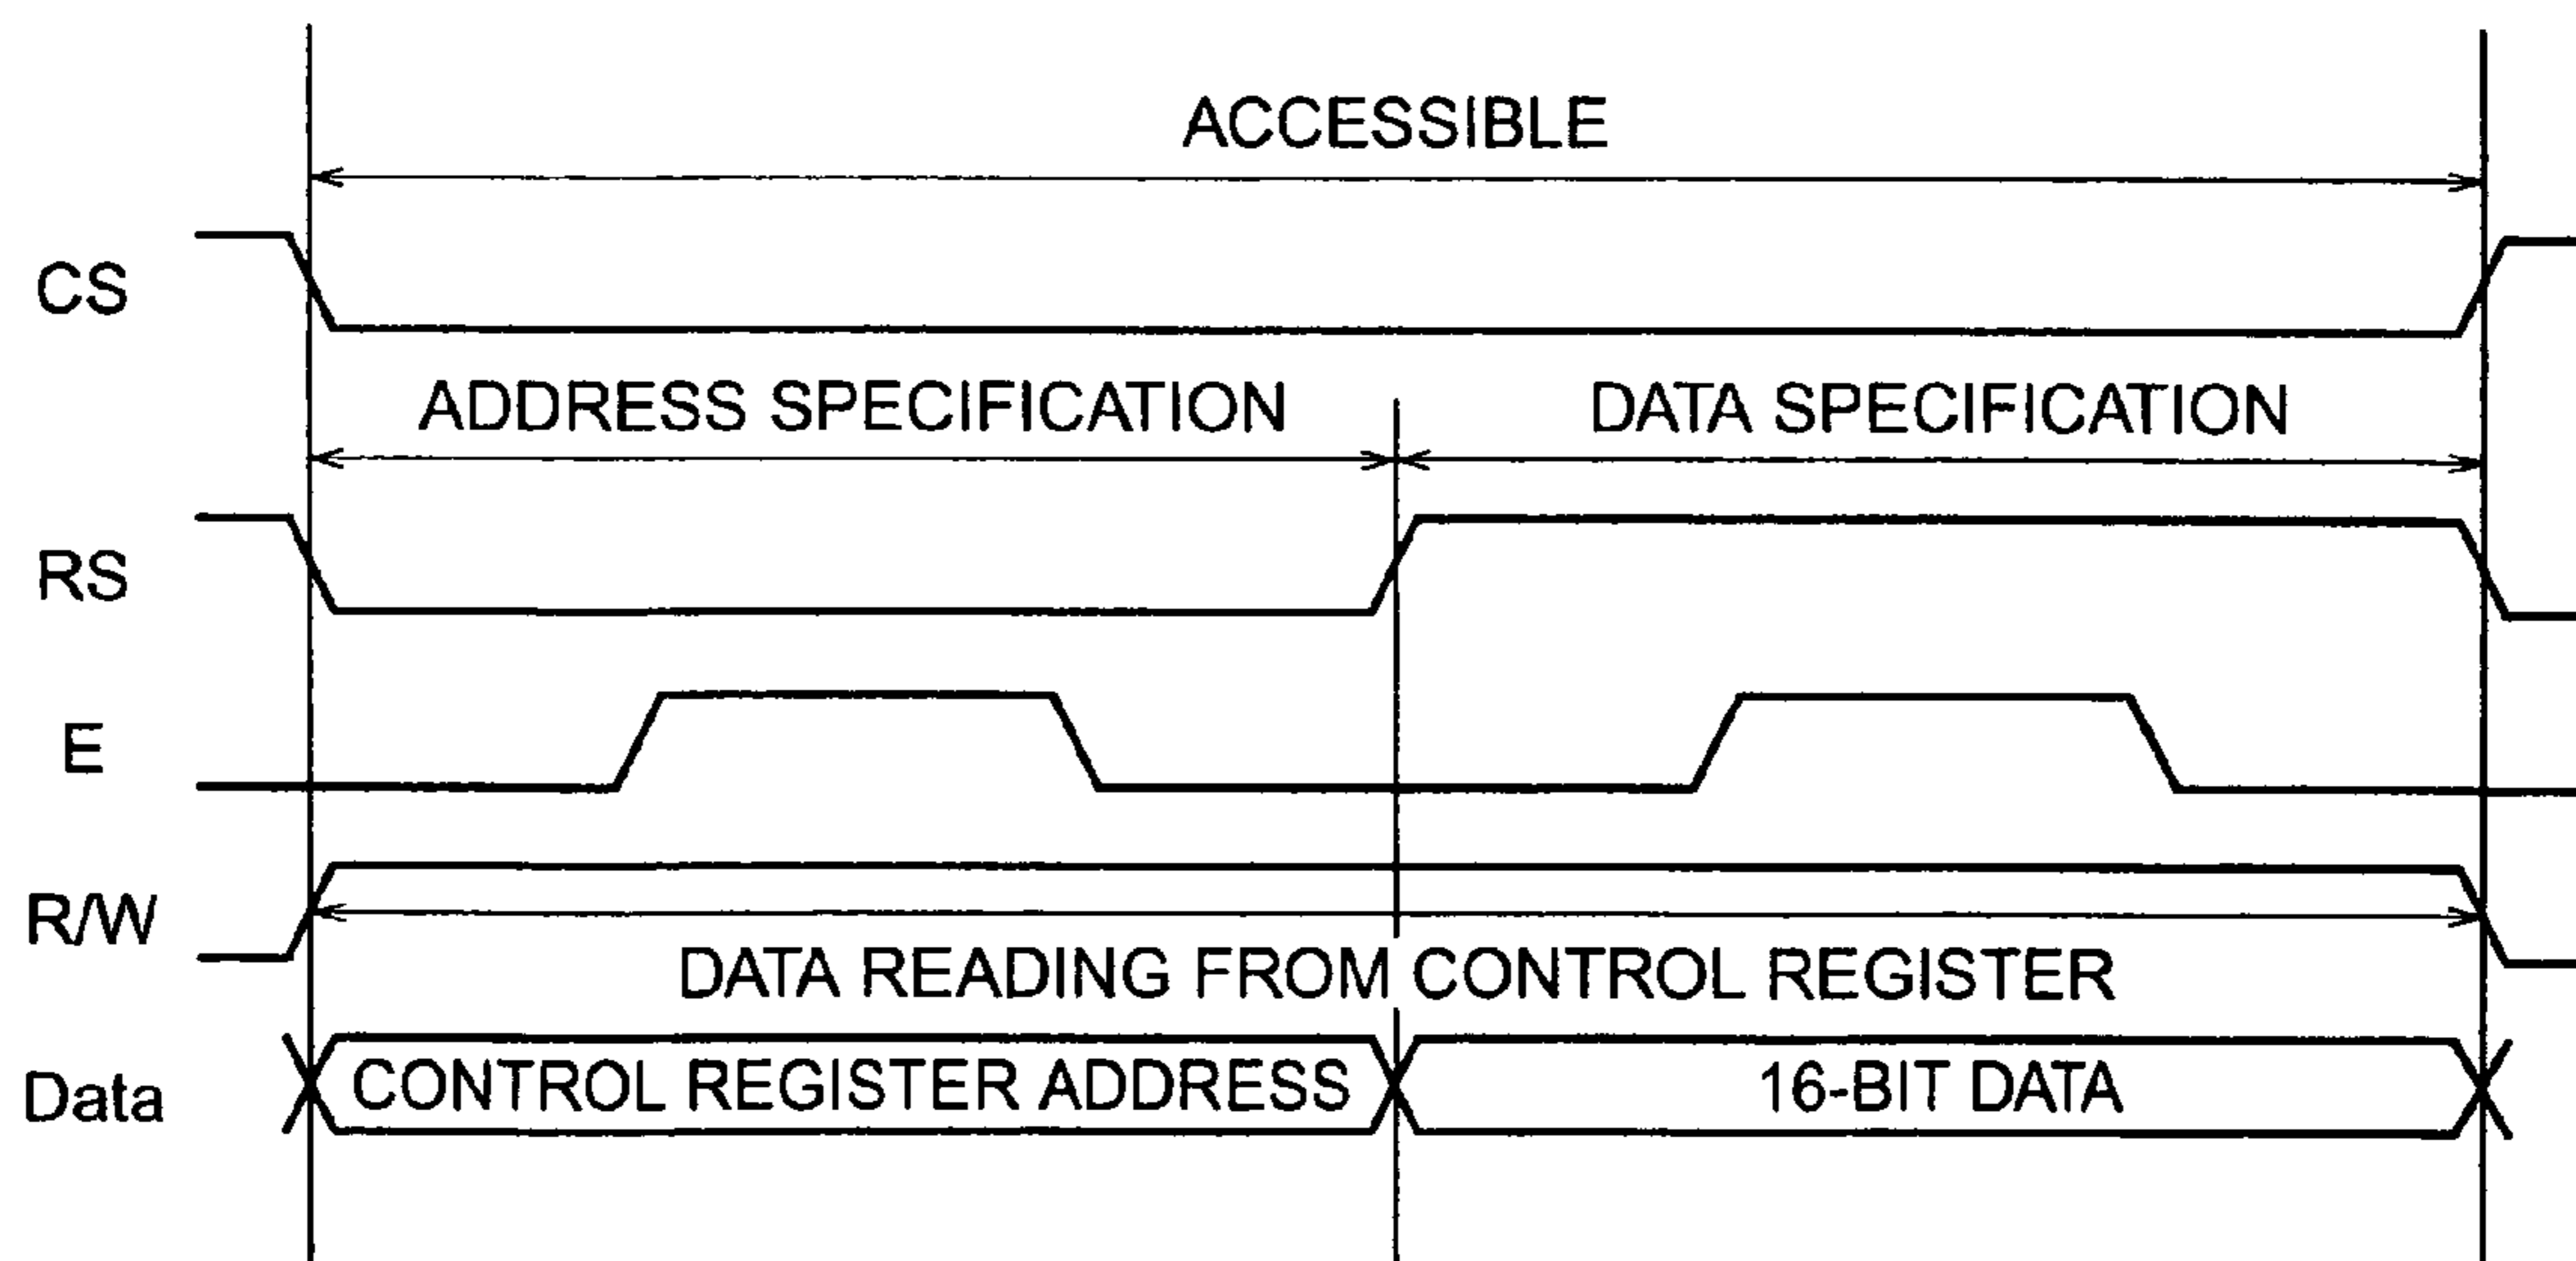 ACCESSIBLE
CS
ADDRESS SPECIFICATION
DATA SPECIFICATION
RS
E
R/W
DATA READING FROM CONTROL REGISTER
Data
CONTROL REGISTER ADDRESS
16-BIT DATA